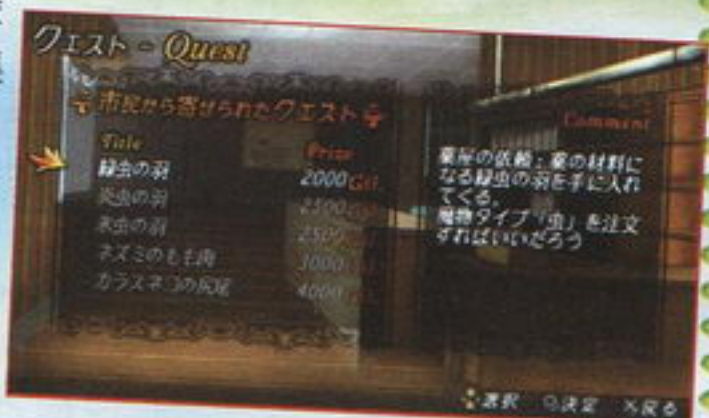 クエスト - Quest
市民から寄せられたクエスト
Title Prize
緑虫の羽 2000 Gil
炎虫の羽 2500
氷虫の羽 2500
ネズミのもも肉 3000
カラスネコの尻尾 4000
Comment
薬屋の依頼:薬の材料に
なる緑虫の羽を手に入れ
てくる。
魔物タイプ「虫」を注文
すればいいだろう
選択 ○決定 ×戻る